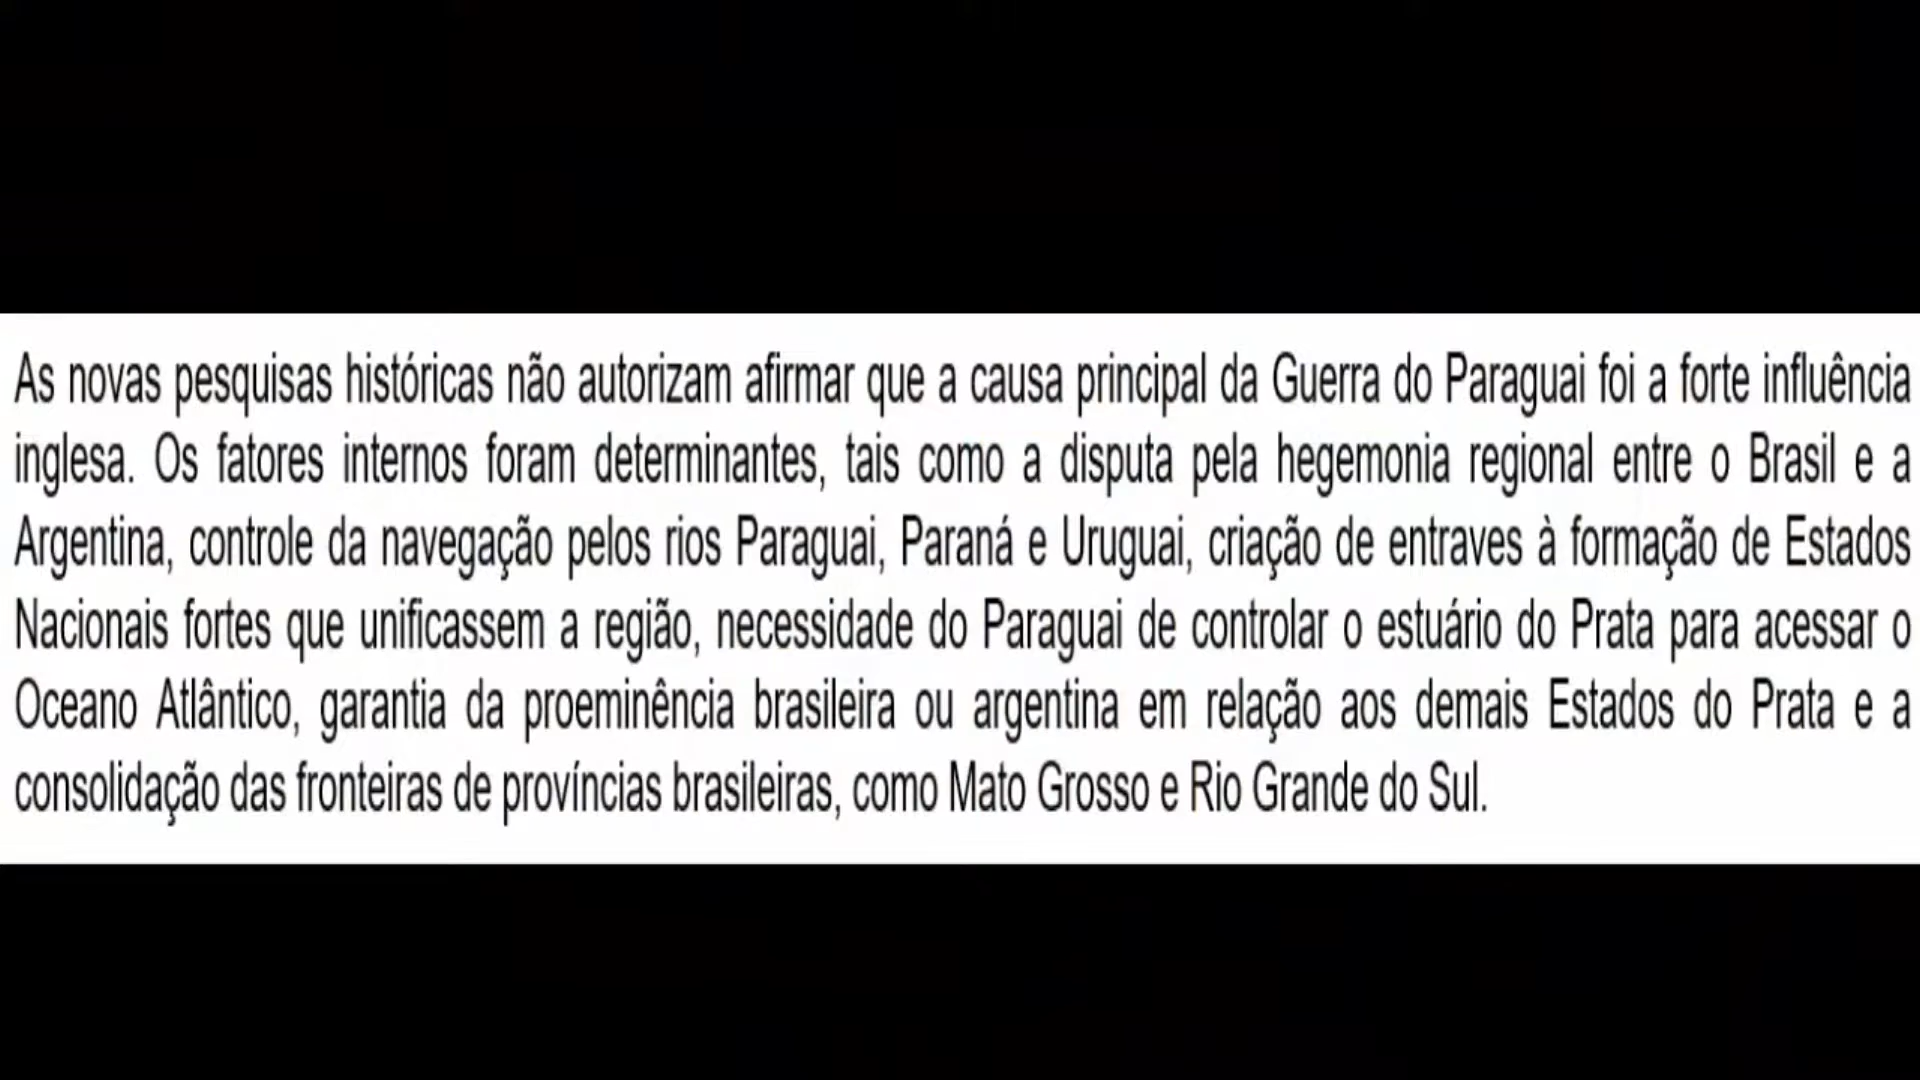 As novas pesquisas históricas não autorizam afirmar que a causa principal da Guerra do Paraguai foi a forte influência
inglesa. Os fatores internos foram determinantes, tais como a disputa pela hegemonia regional entre o Brasil e a
Argentina, controle da navegação pelos rios Paraguai, Paraná e Uruguai, criação de entraves à formação de Estados
Nacionais fortes que unificassem a região, necessidade do Paraguai de controlar o estuário do Prata para acessar o
Oceano Atlântico, garantia da proeminência brasileira ou argentina em relação aos demais Estados do Prata e a
consolidação das fronteiras de províncias brasileiras, como Mato Grosso e Rio Grande do Sul.